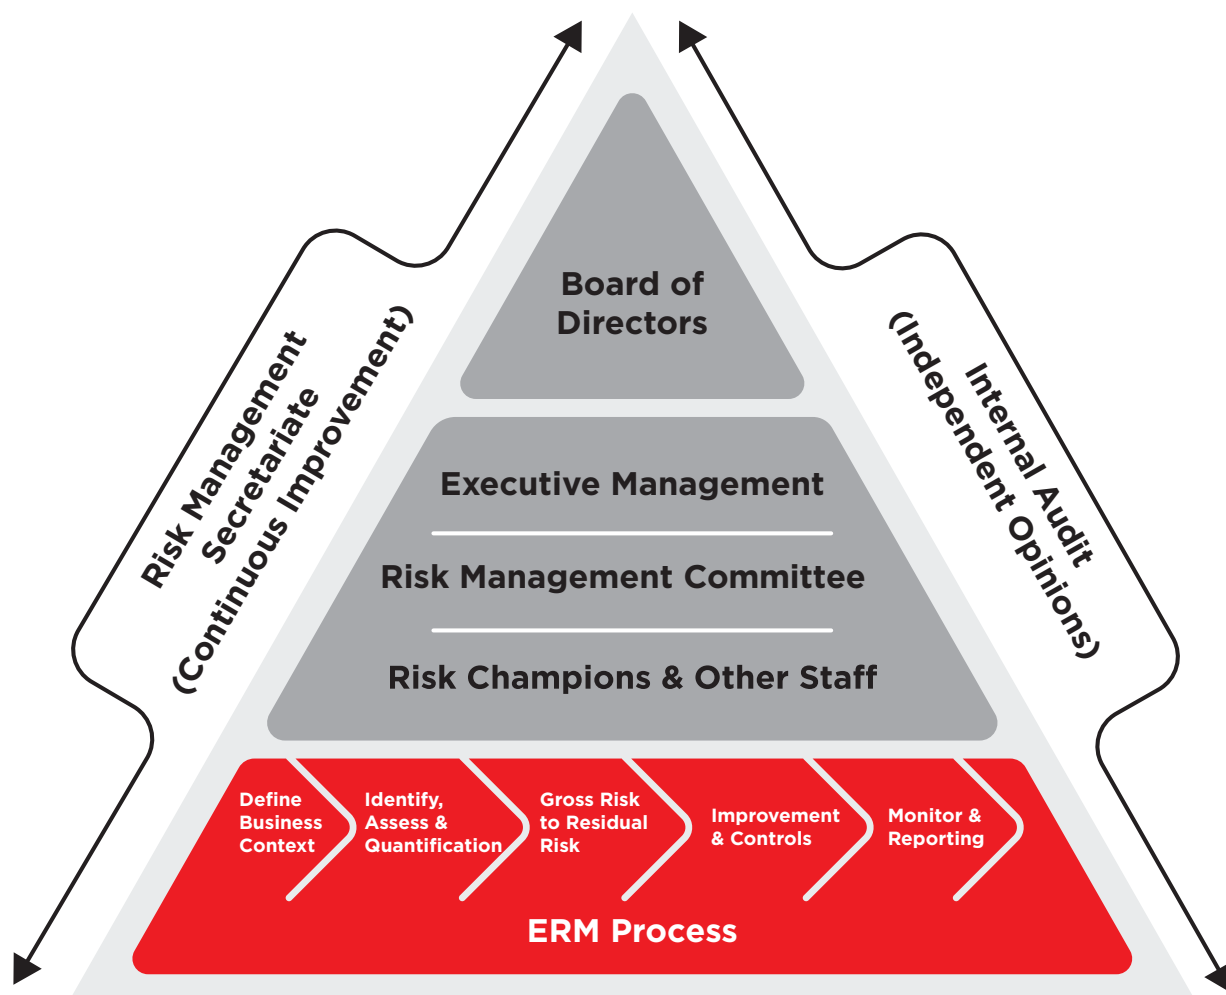 Board of
Directors
Executive Management
Risk Management Committee
Risk Champions & Other Staff
Risk Management
Secretariate
(Continuous Improvement)
Internal Audit
(Independent Opinions)
Define
Business
Context
Identify,
Assess &
Quantification
Gross Risk
to Residual
Risk
Improvement
& Controls
Monitor &
Reporting
ERM Process